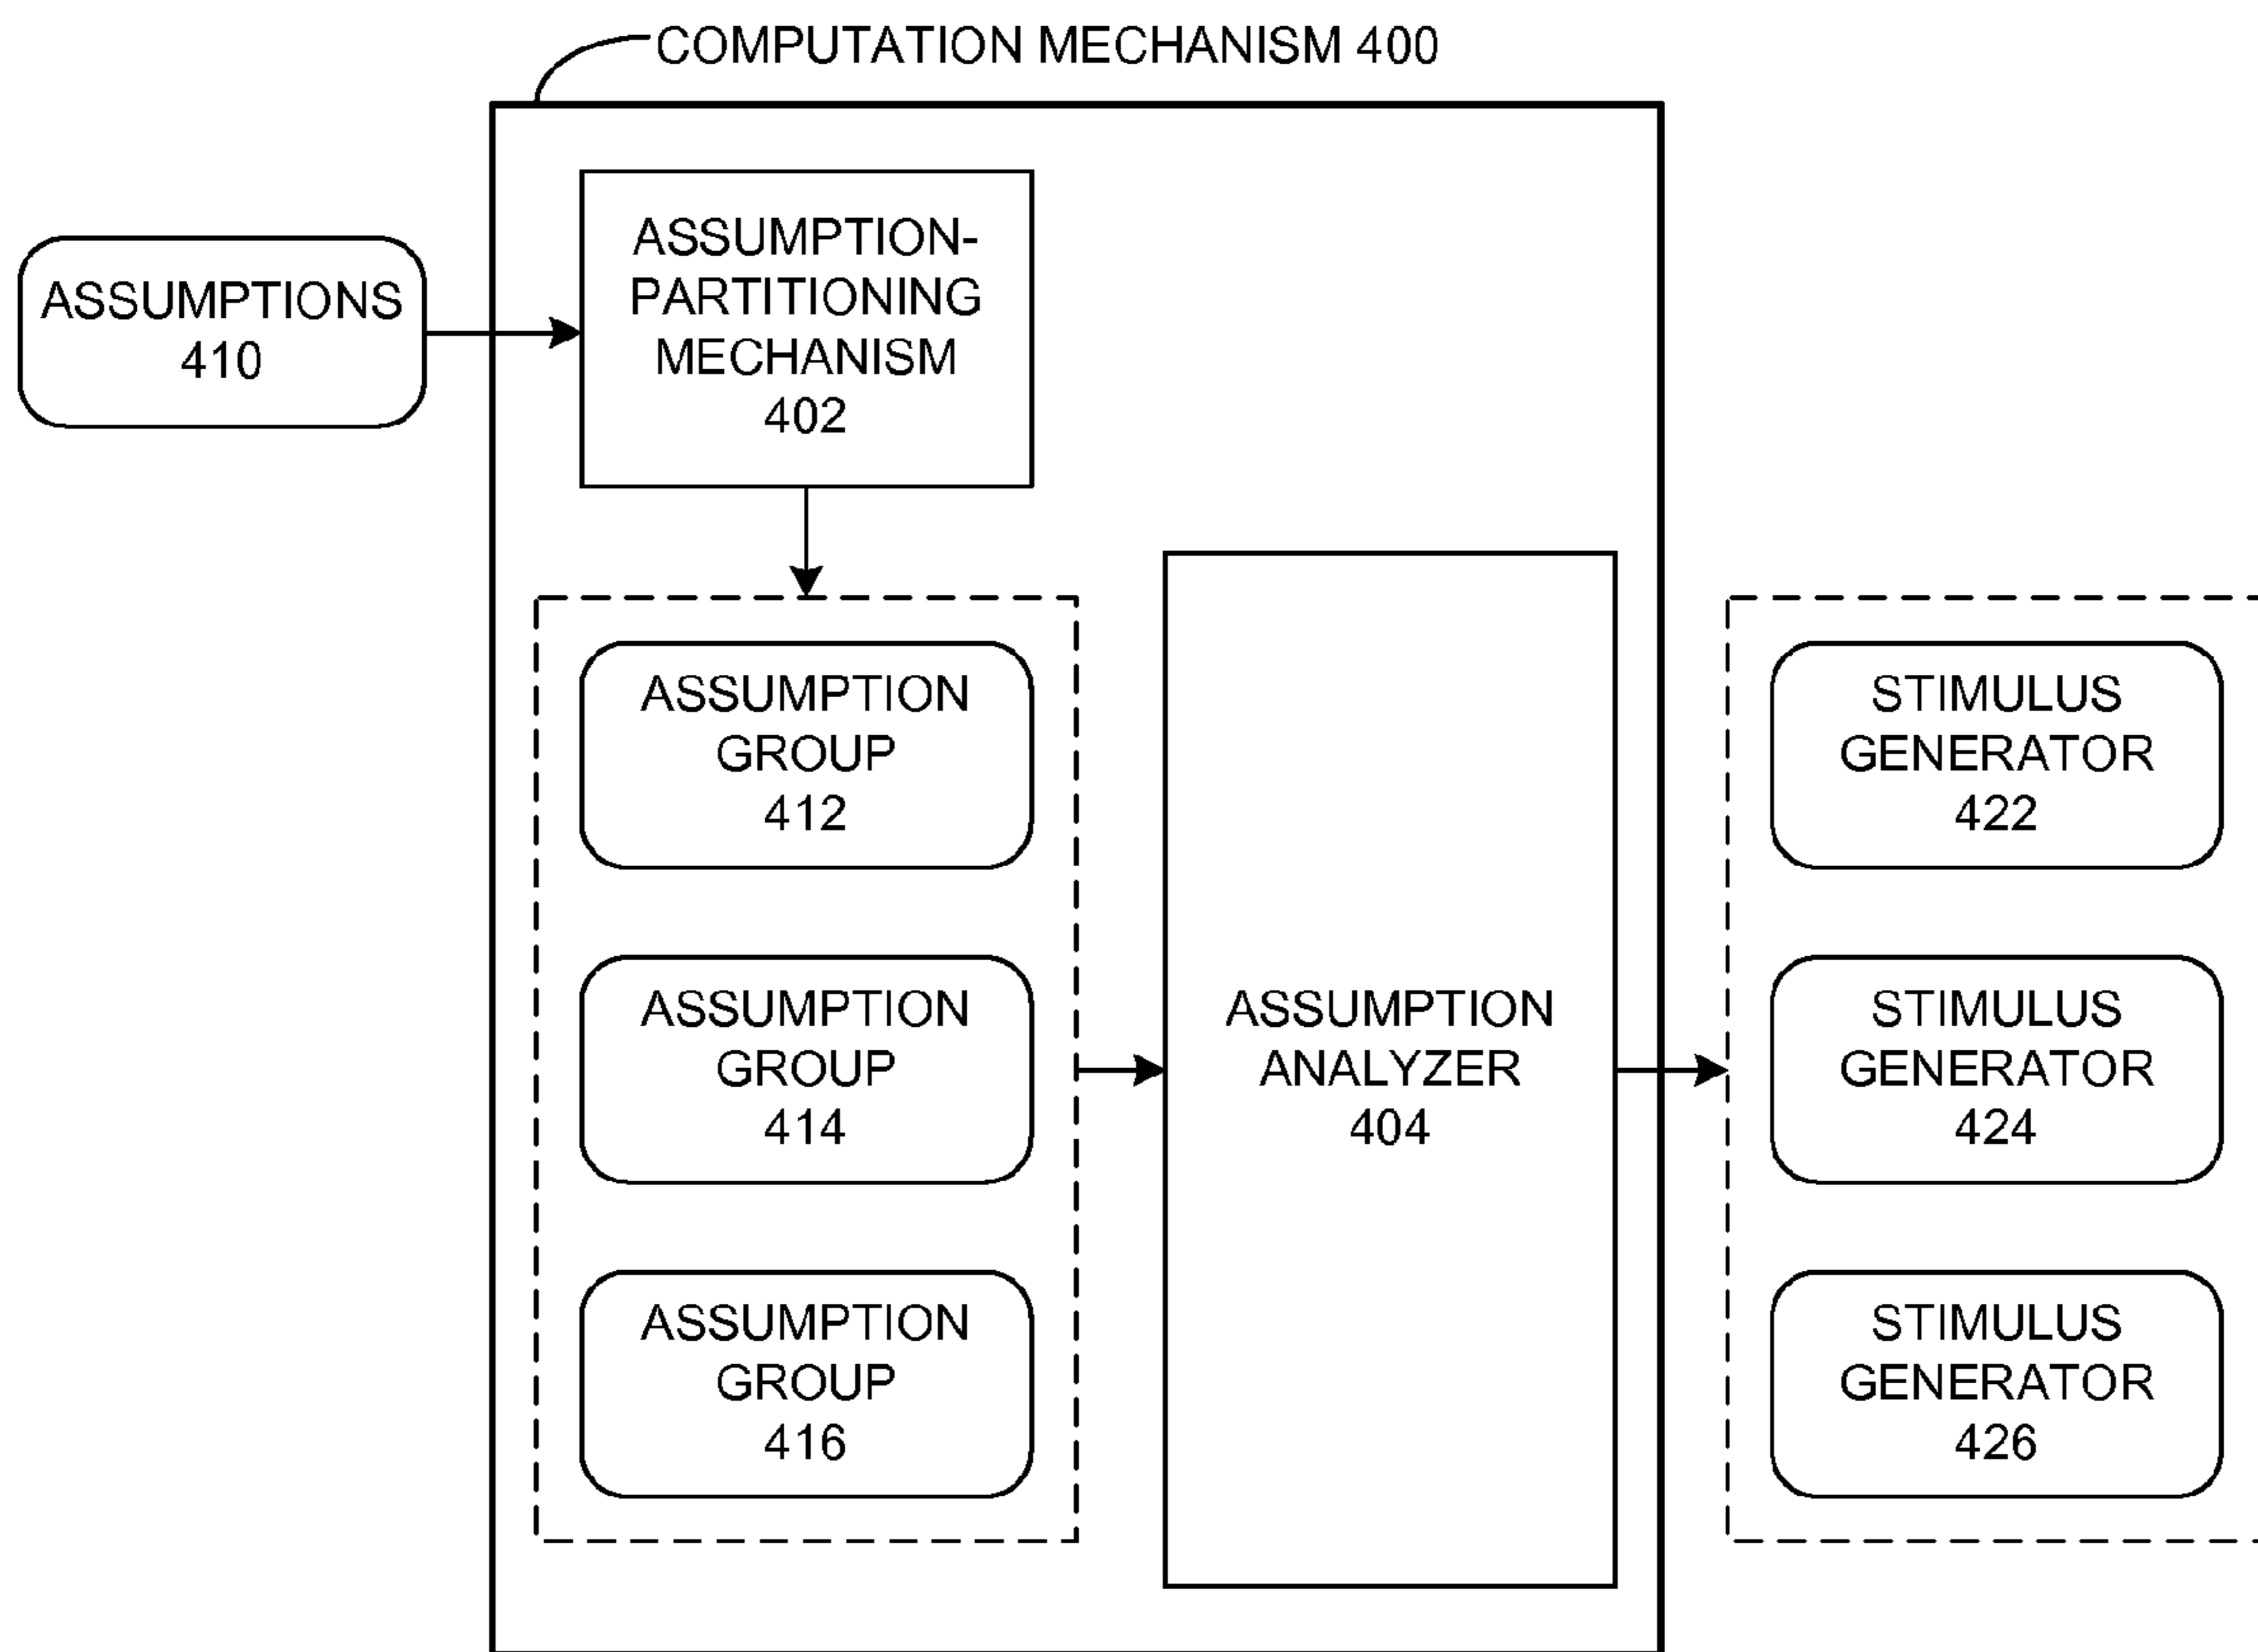 COMPUTATION MECHANISM 400
ASSUMPTIONS
410
ASSUMPTION-
PARTITIONING
MECHANISM
402
ASSUMPTION
GROUP
412
ASSUMPTION
GROUP
414
ASSUMPTION
GROUP
416
ASSUMPTION
ANALYZER
404
STIMULUS
GENERATOR
422
STIMULUS
GENERATOR
424
STIMULUS
GENERATOR
426